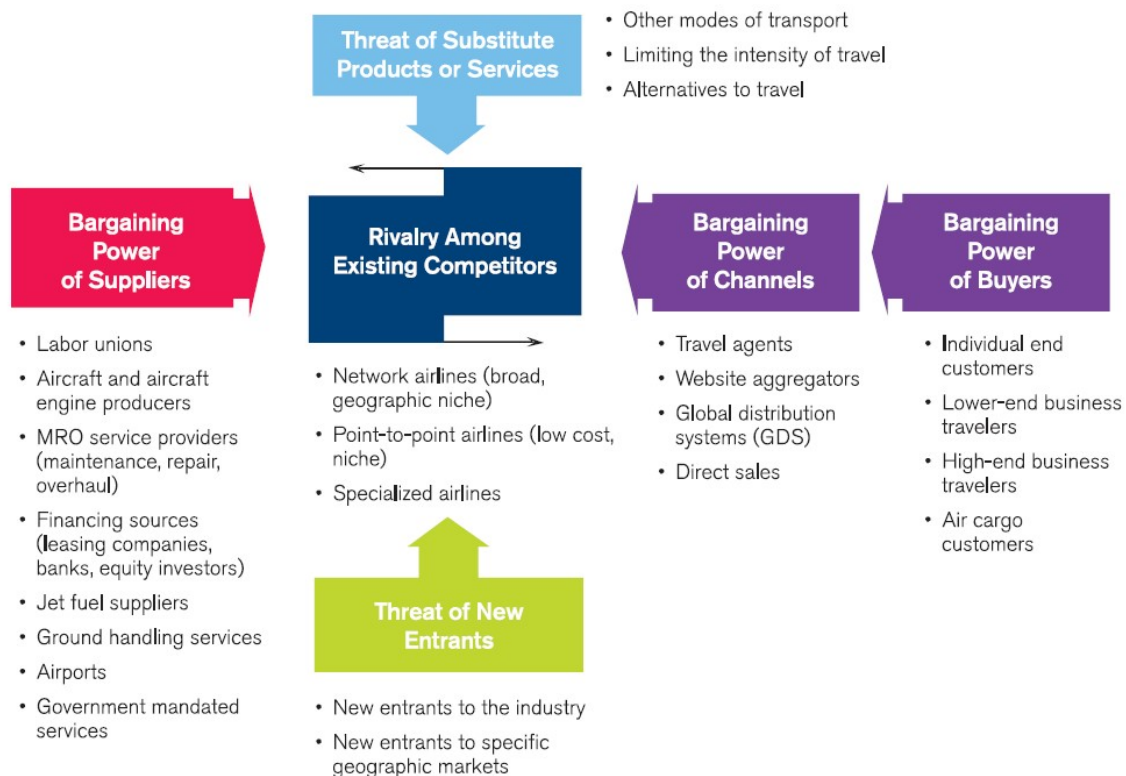 Threat of Substitute
Products or Services
• Other modes of transport
• Limiting the intensity of travel
• Alternatives to travel
Bargaining
Power
of Suppliers
• Labor unions
• Aircraft and aircraft
engine producers
• MRO service providers
(maintenance, repair,
overhaul)
• Financing sources
(leasing companies,
banks, equity investors)
• Jet fuel suppliers
• Ground handling services
• Airports
• Government mandated
services
Rivalry Among
Existing Competitors
• Network airlines (broad,
geographic niche)
• Point-to-point airlines (low cost,
niche)
• Specialized airlines
Threat of New
Entrants
• New entrants to the industry
• New entrants to specific
geographic markets
Bargaining
Power
of Channels
• Travel agents
• Website aggregators
• Global distribution
systems (GDS)
• Direct sales
Bargaining
Power
of Buyers
• Individual end
customers
• Lower-end business
travelers
• High-end business
travelers
• Air cargo
customers